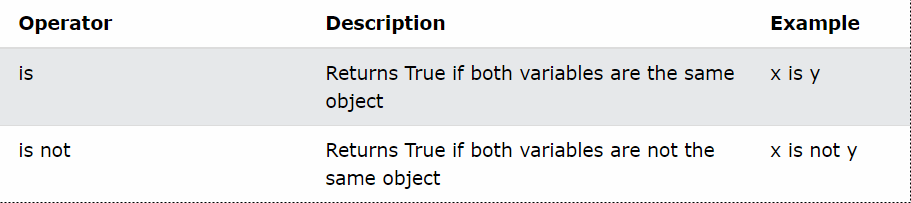 Operator Description Example
is Returns True if both variables are the same x is y
object
is not Returns True if both variables are not the x is not y
same object